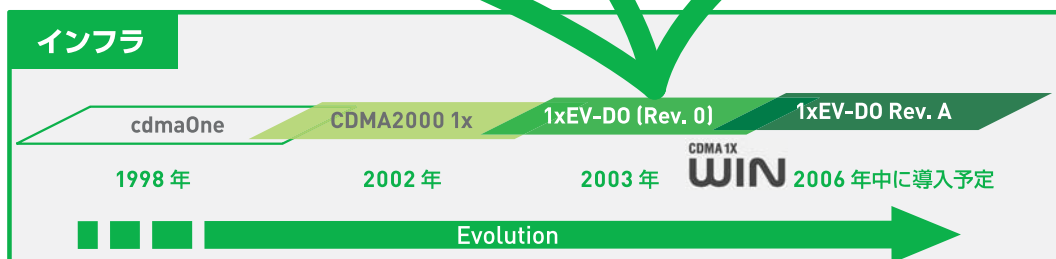 インフラ
cdmaOne
CDMA2000 1x
1xEV-DO (Rev. 0)
1xEV-DO Rev. A
1998 年
2002 年
2003 年
CDMA 1X
WIN
2006 年中に導入予定
Evolution